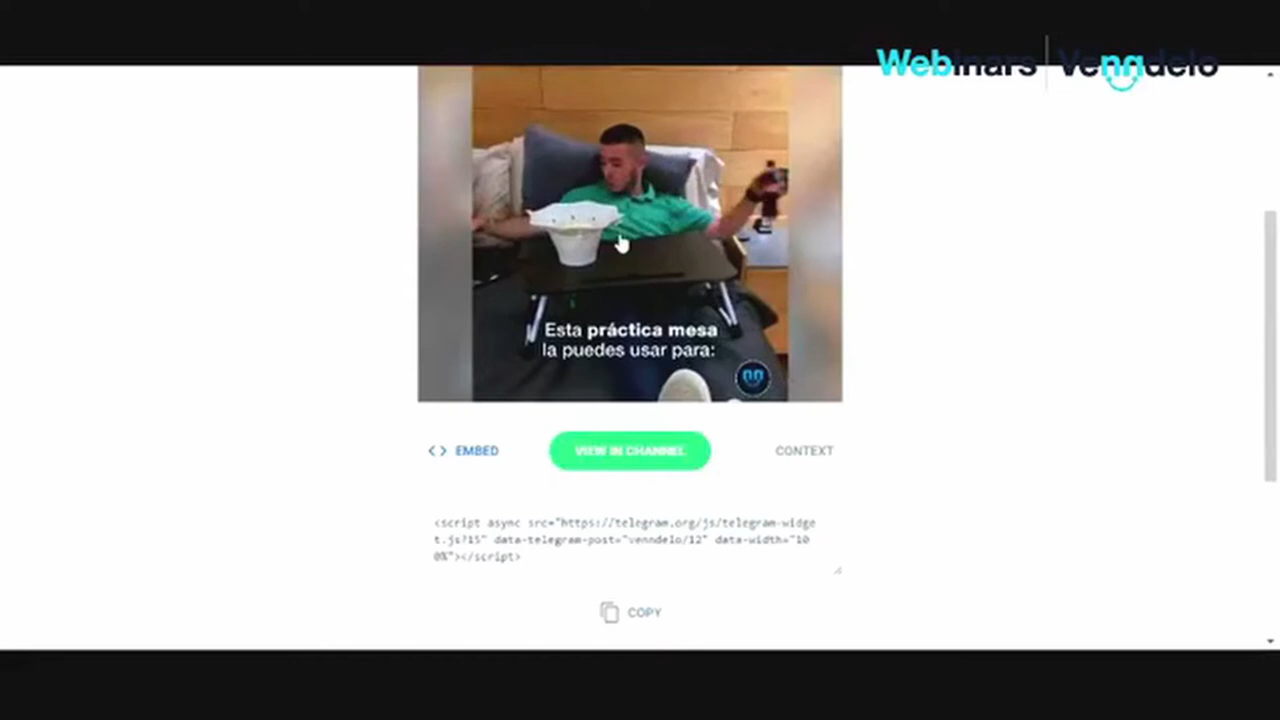 Webinars | Venndelo
Esta práctica mesa
la puedes usar para:
<> EMBED
VIEW IN CHANNEL
CONTEXT
<script async src="https://telegram.org/js/telegram-widge
t.js?15" data-telegram-post="venndelo/12" data-width="10
0%"></script>
COPY